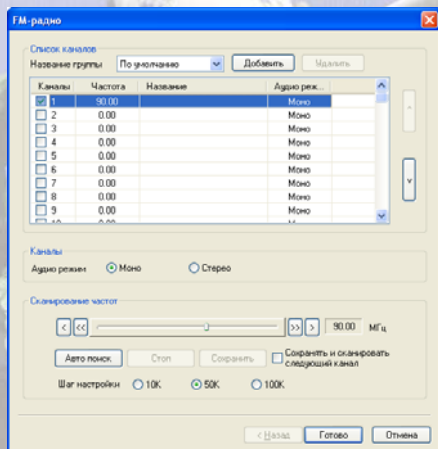 FM-радио
Список каналов
Название группы По умолчанию Добавить Удалить
Каналы Частота Название Аудио реж...
1 90.00 Моно
2 0.00 Моно
3 0.00 Моно
4 0.00 Моно
5 0.00 Моно
6 0.00 Моно
7 0.00 Моно
8 0.00 Моно
9 0.00 Моно
Каналы
Аудио режим Моно Стерео
Сканирование частот
< << >> > 90.00 МГц
Авто поиск Стоп Сохранить Сохранять и сканировать
следующий канал
Шаг настройки 10K 50K 100K
< Назад Готово Отмена